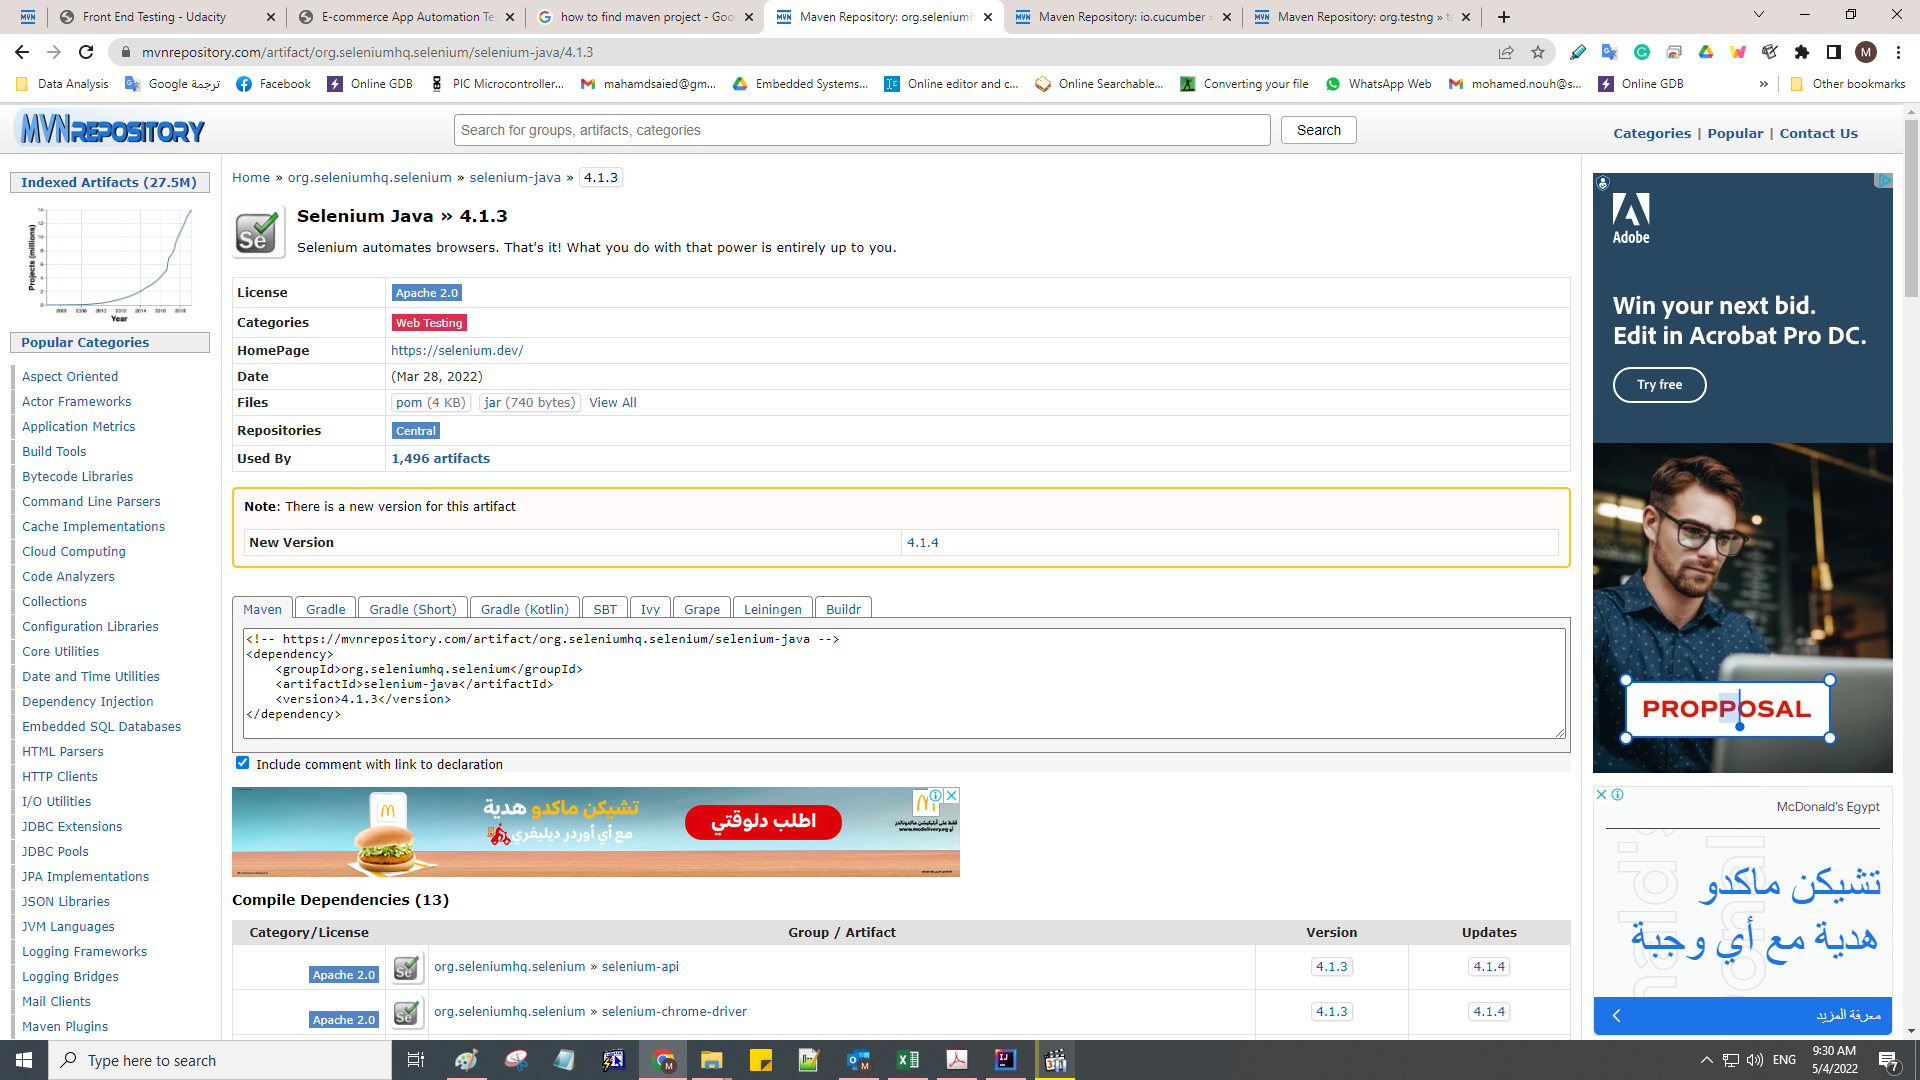 Front End Testing - Udacity
E-commerce App Automation Te
how to find maven project - Goo
Maven Repository: org.seleniumh
Maven Repository: io.cucumber »
Maven Repository: org.testng » te
mvnrepository.com/artifact/org.seleniumhq.selenium/selenium-java/4.1.3
Data Analysis
Google ترجمة
Facebook
Online GDB
PIC Microcontroller...
mahamdsaied@gm...
Embedded Systems...
Online editor and c...
Online Searchable...
Converting your file
WhatsApp Web
mohamed.nouh@s...
Online GDB
»
Other bookmarks
MVNREPOSITORY
Search for groups, artifacts, categories
Search
Categories | Popular | Contact Us
Indexed Artifacts (27.5M)
Projects (millions)
Year
Popular Categories
Aspect Oriented
Actor Frameworks
Application Metrics
Build Tools
Bytecode Libraries
Command Line Parsers
Cache Implementations
Cloud Computing
Code Analyzers
Collections
Configuration Libraries
Core Utilities
Date and Time Utilities
Dependency Injection
Embedded SQL Databases
HTML Parsers
HTTP Clients
I/O Utilities
JDBC Extensions
JDBC Pools
JPA Implementations
JSON Libraries
JVM Languages
Logging Frameworks
Logging Bridges
Mail Clients
Maven Plugins
Home » org.seleniumhq.selenium » selenium-java » 4.1.3
Se
Selenium Java » 4.1.3
Selenium automates browsers. That's it! What you do with that power is entirely up to you.
License Apache 2.0
Categories Web Testing
HomePage https://selenium.dev/
Date (Mar 28, 2022)
Files pom (4 KB) jar (740 bytes) View All
Repositories Central
Used By 1,496 artifacts
Note: There is a new version for this artifact
New Version 4.1.4
Maven Gradle Gradle (Short) Gradle (Kotlin) SBT Ivy Grape Leiningen Buildr
<!-- https://mvnrepository.com/artifact/org.seleniumhq.selenium/selenium-java -->
<dependency>
<groupId>org.seleniumhq.selenium</groupId>
<artifactId>selenium-java</artifactId>
<version>4.1.3</version>
</dependency>
Include comment with link to declaration
تشيكن ماكدو هدية
مع أي أوردر ديليفري
اطلب دلوقتي
Compile Dependencies (13)
Category/License Group / Artifact Version Updates
Apache 2.0 Se org.seleniumhq.selenium » selenium-api 4.1.3 4.1.4
Apache 2.0 Se org.seleniumhq.selenium » selenium-chrome-driver 4.1.3 4.1.4
Adobe
Win your next bid.
Edit in Acrobat Pro DC.
Try free
PROPPOSAL
McDonald's Egypt
تشيكن ماكدو
هدية مع أي وجبة
معرفة المزيد
Type here to search
ENG
9:30 AM
5/4/2022
7